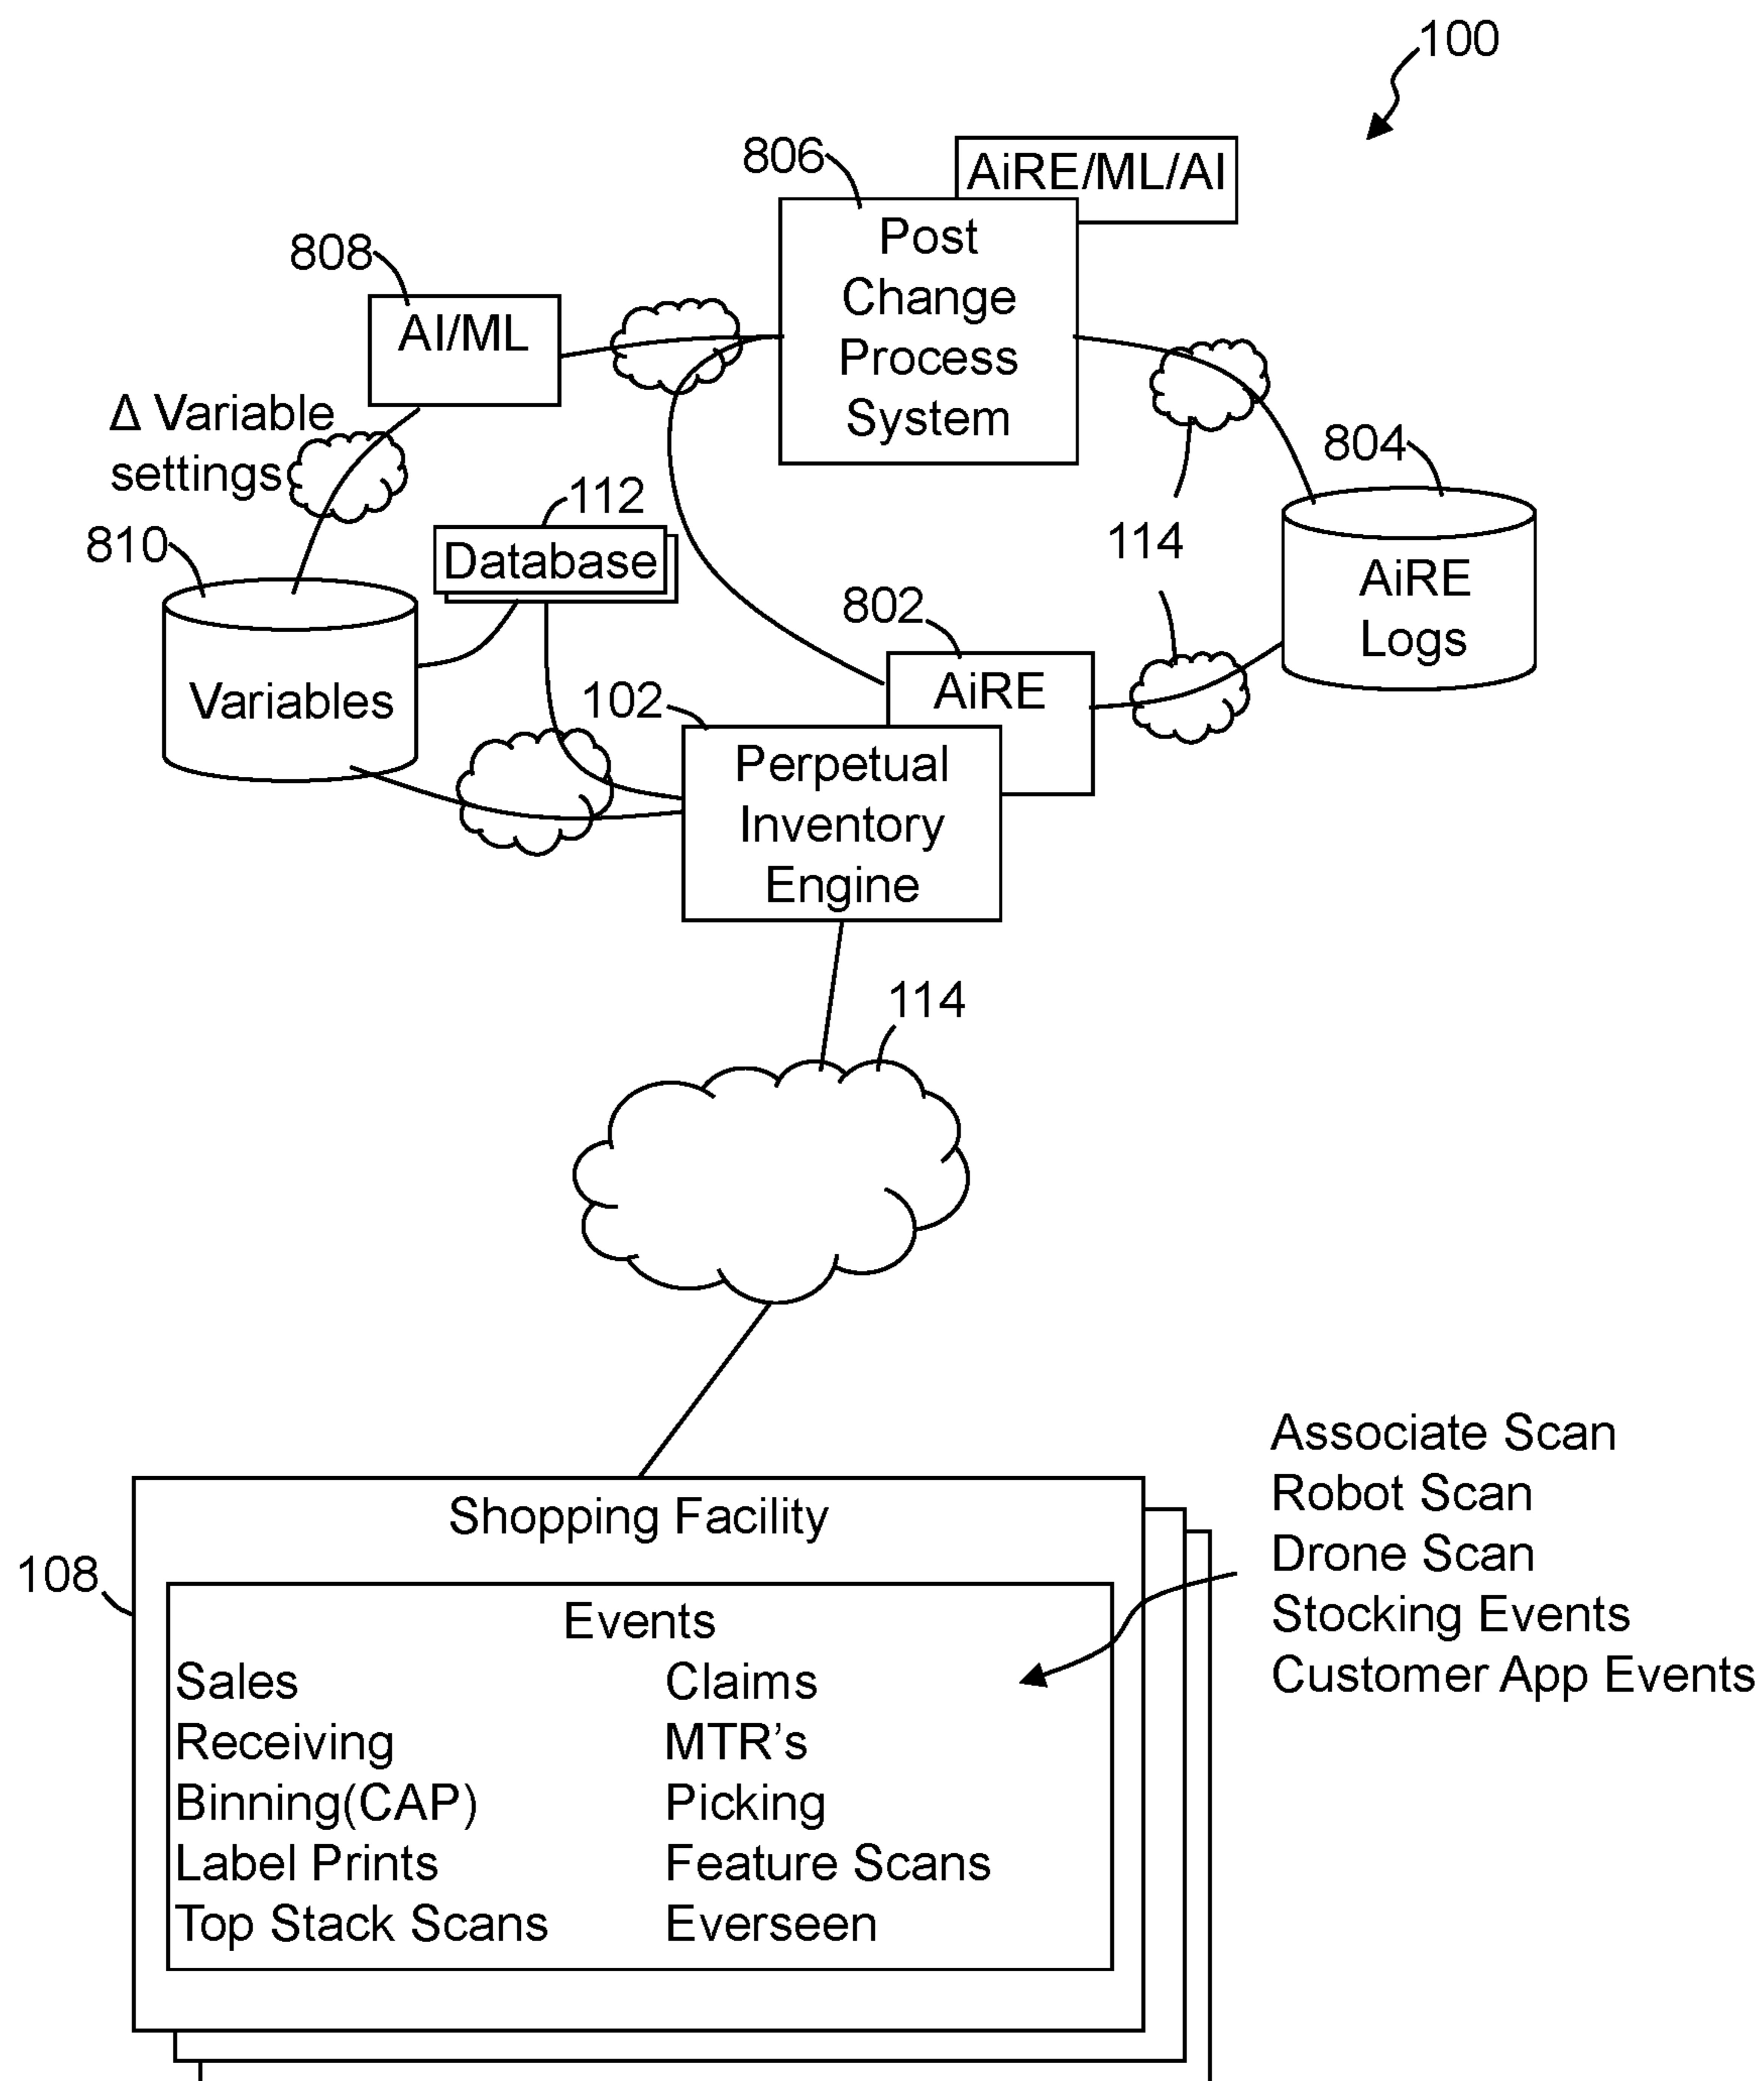 100
806
AiRE/ML/AI
Post
Change
Process
System
808
AI/ML
Δ Variable
settings
804
AiRE
Logs
114
810
Variables
112
Database
802
AiRE
102
Perpetual
Inventory
Engine
114
108
Shopping Facility
Events
Sales
Receiving
Binning(CAP)
Label Prints
Top Stack Scans
Claims
MTR's
Picking
Feature Scans
Everseen
Associate Scan
Robot Scan
Drone Scan
Stocking Events
Customer App Events